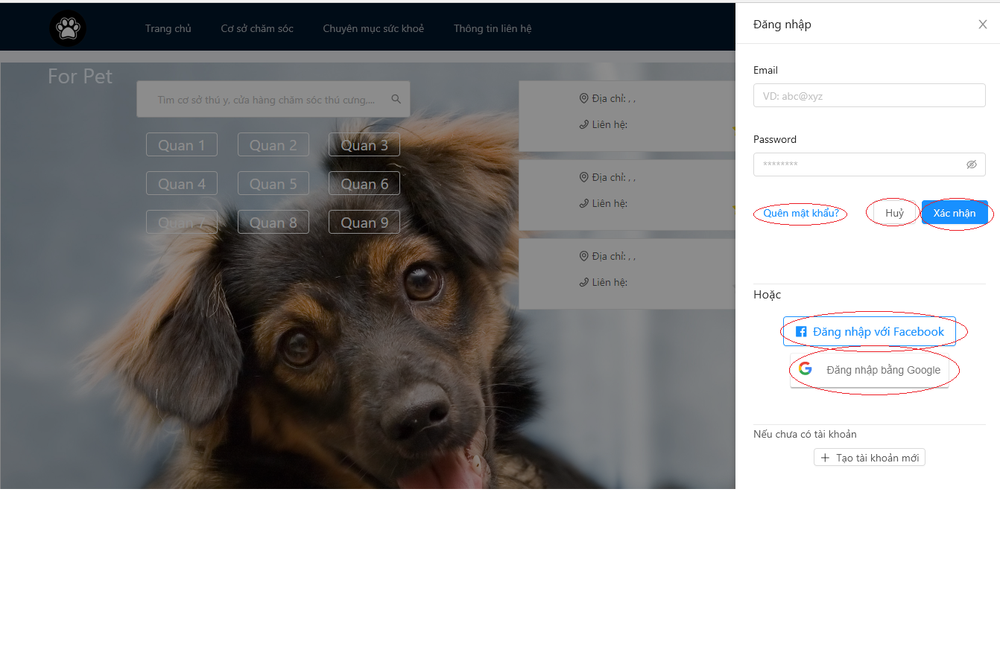 Trang chủ Cơ sở chăm sóc Chuyên mục sức khoẻ Thông tin liên hệ
For Pet
Tìm cơ sở thú y, cửa hàng chăm sóc thú cưng,...
Quan 1 Quan 2 Quan 3
Quan 4 Quan 5 Quan 6
Quan 7 Quan 8 Quan 9
Địa chỉ: , ,
Liên hệ:
Địa chỉ: , ,
Liên hệ:
Địa chỉ: , ,
Liên hệ:
Đăng nhập
Email
VD: abc@xyz
Password
********
Quên mật khẩu? Huỷ Xác nhận
Hoặc
Đăng nhập với Facebook
Đăng nhập bằng Google
Nếu chưa có tài khoản
+ Tạo tài khoản mới